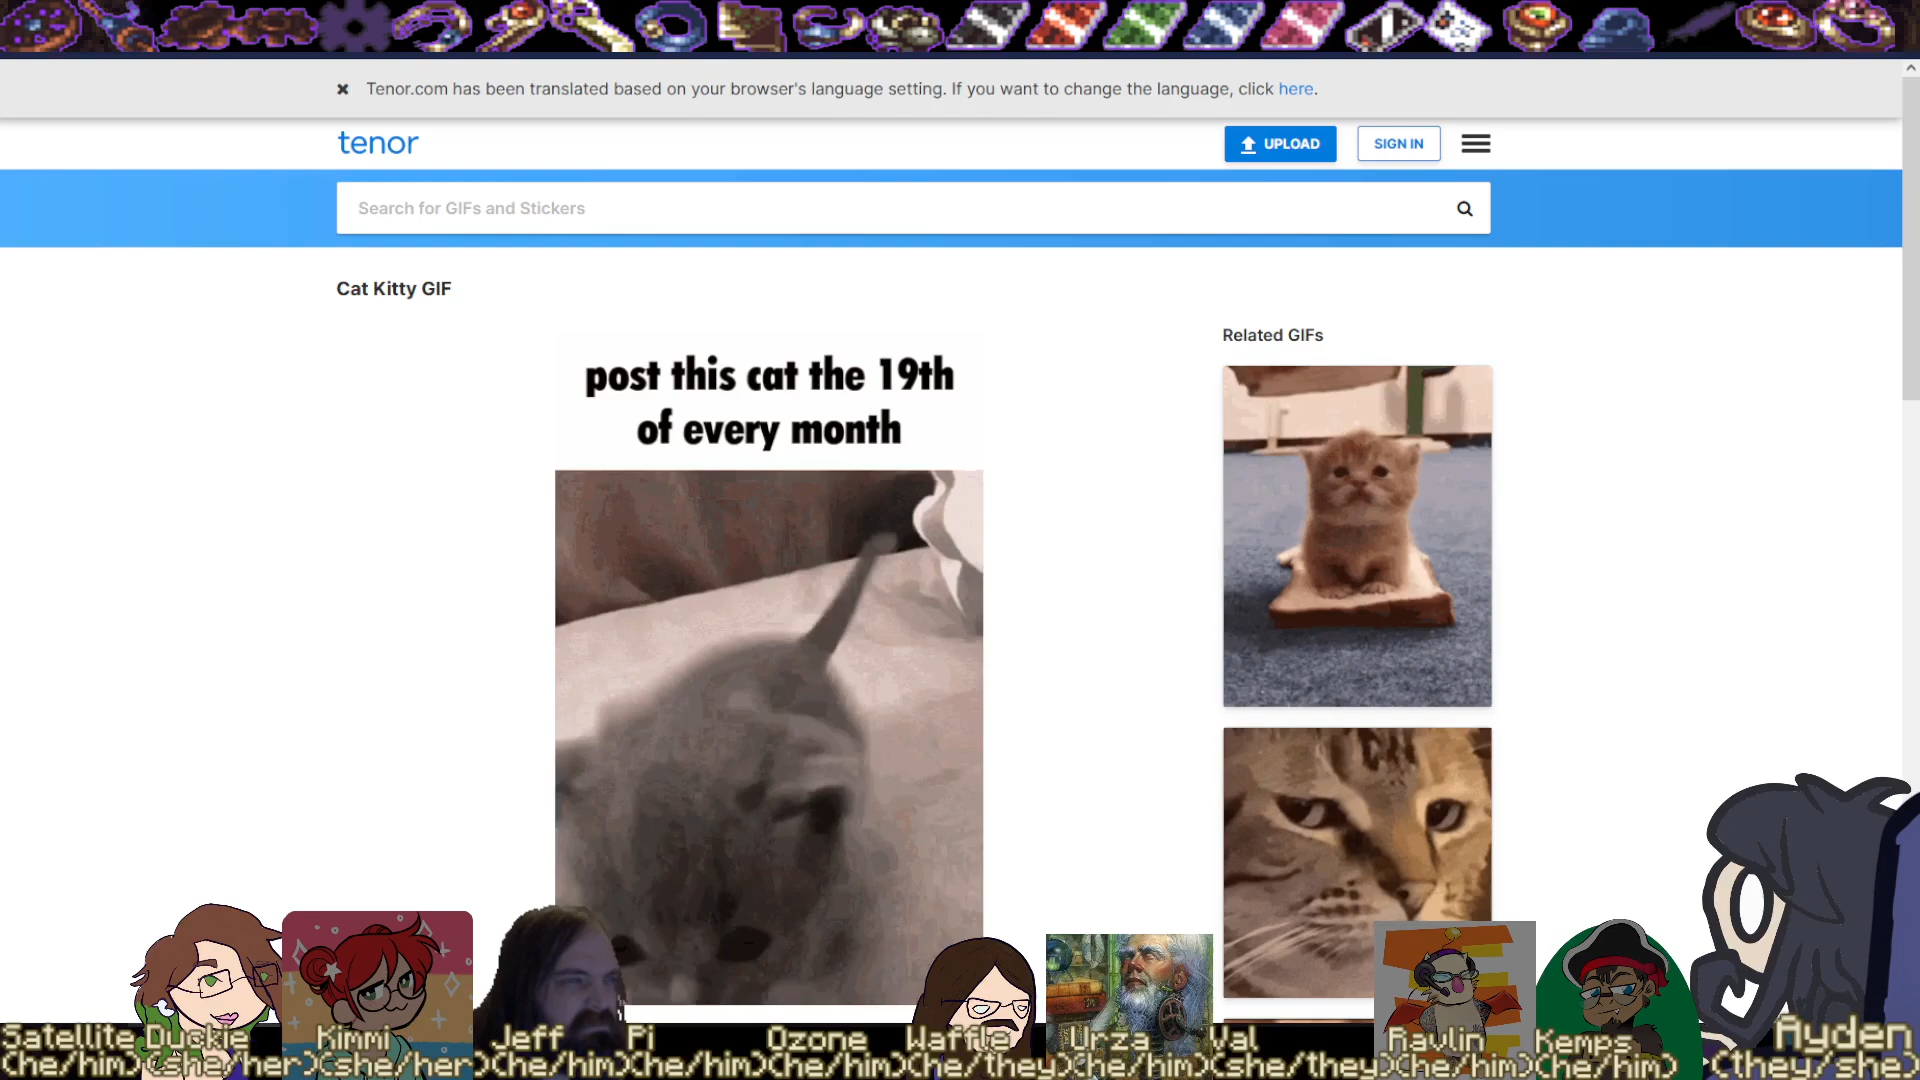 Tenor.com has been translated based on your browser's language setting. If you want to change the language, click here.
tenor
UPLOAD
SIGN IN
Search for GIFs and Stickers
Cat Kitty GIF
post this cat the 19th
of every month
Related GIFs
Satellite Duckie Kimmi Jeff Pi Ozone Waffle Urza Val Ravlin Kemps Ayden
(he/him) (she/her) (she/her) (he/him) (he/him) (he/him) (he/they) (he/him) (she/they) (he/him) (he/him) (they/she)